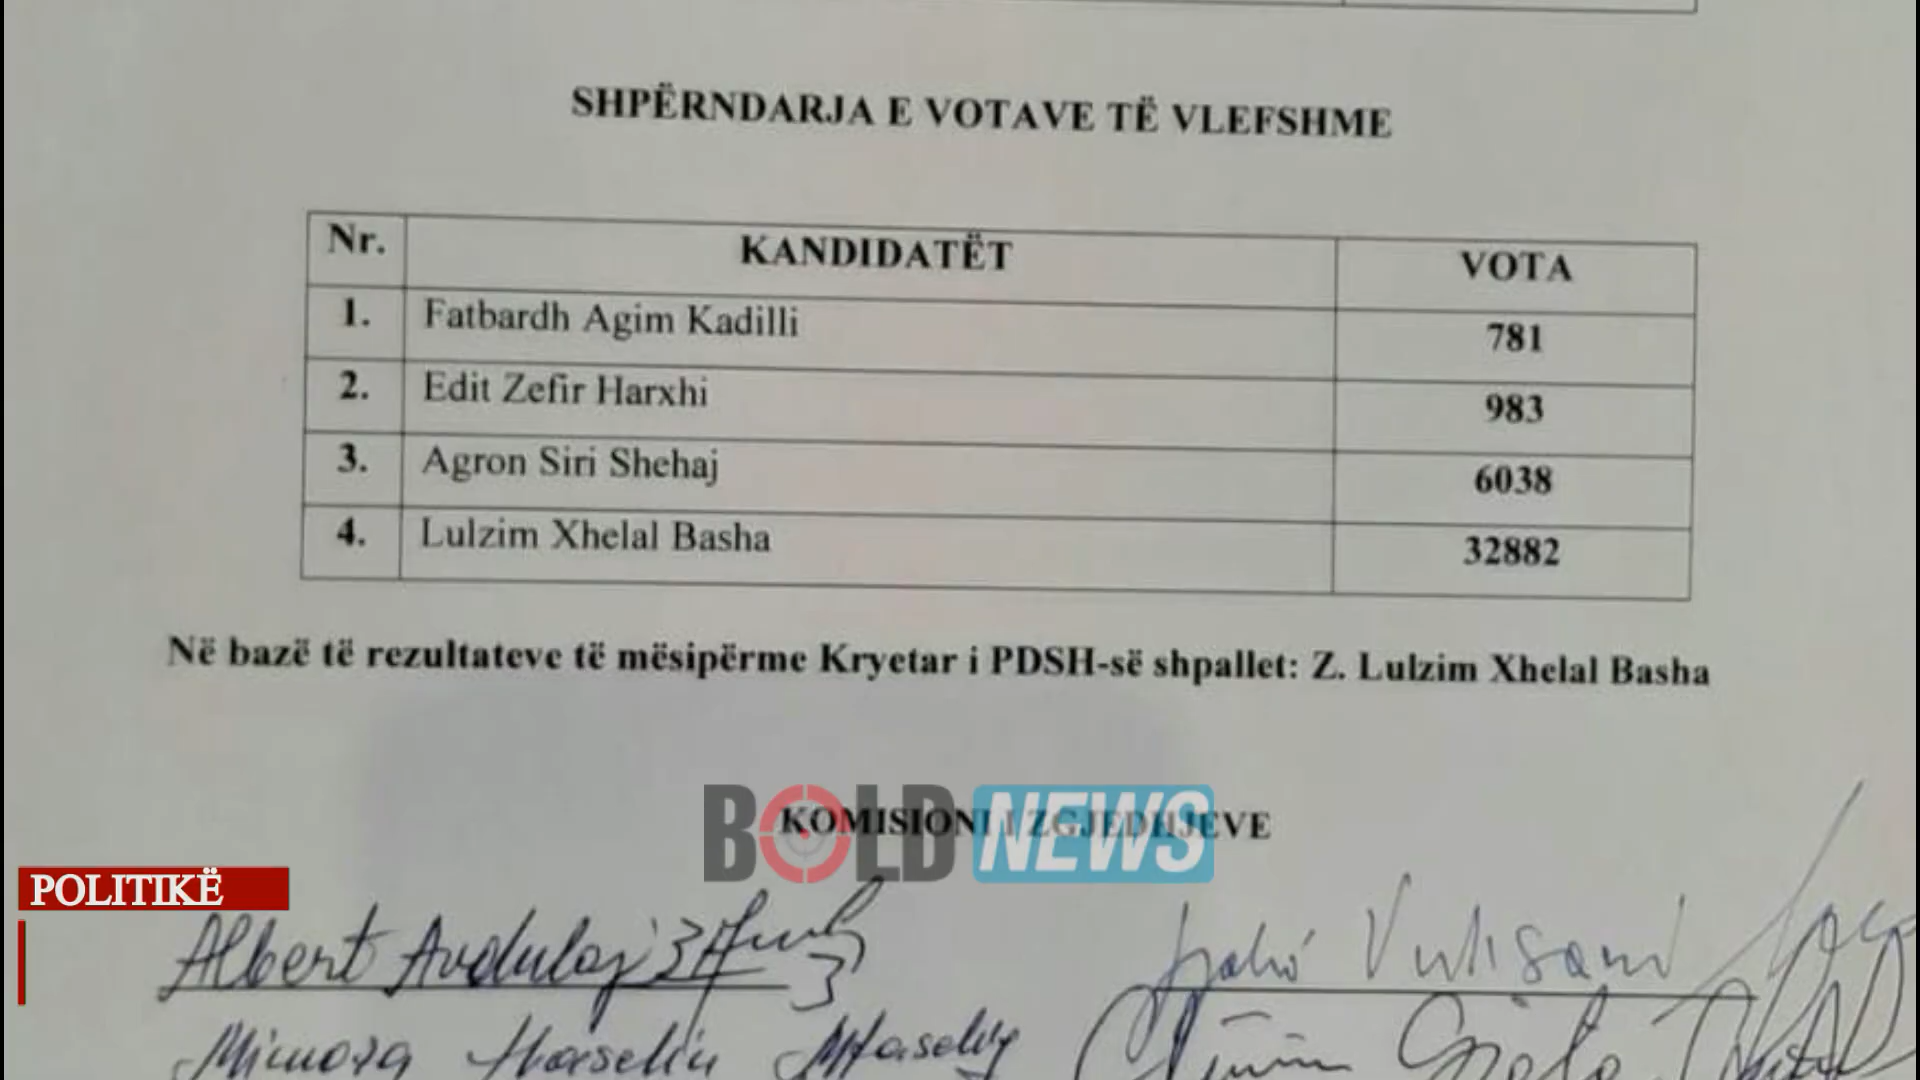 SHPËRNDARJA E VOTAVE TË VLEFSHME
Nr. KANDIDATËT VOTA
1. Fatbardh Agim Kadilli 781
2. Edit Zefir Harxhi 983
3. Agron Siri Shehaj 6038
4. Lulzim Xhelal Basha 32882
Në bazë të rezultateve të mësipërme Kryetar i PDSH-së shpallet: Z. Lulzim Xhelal Basha
KOMISIONI I ZGJEDHJEVE
BOLD NEWS
POLITIKË
Albert Avdulaj